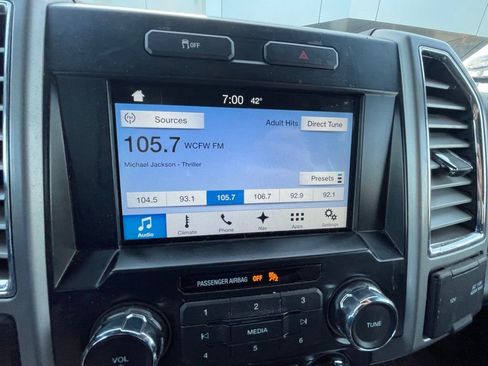 OFF
7:00 42°
Sources
Adult Hits Direct Tune
105.7 WCFW FM
Michael Jackson - Thriller
Presets
104.5 93.1 105.7 106.7 92.9 92.1
Audio Climate Phone Nav Apps Settings
PASSENGER AIRBAG OFF
1 2 3
MEDIA
4 5 6
VOL
TUNE
12V